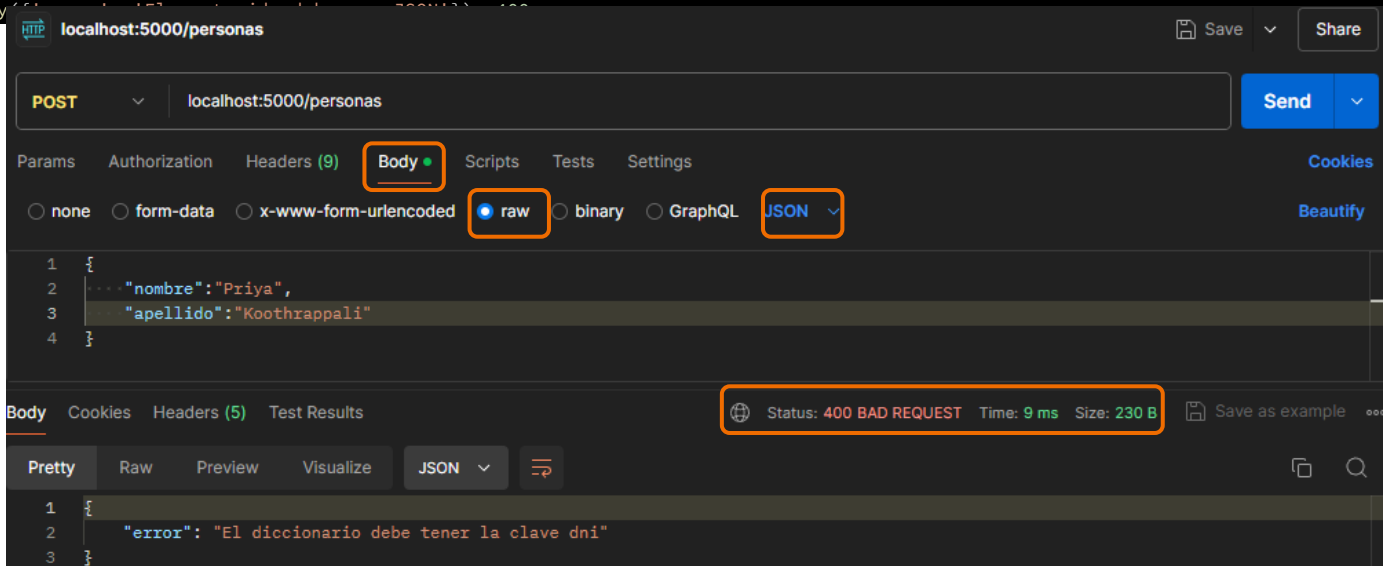 HTTP localhost:5000/personas Save Share
POST localhost:5000/personas Send
Params Authorization Headers (9) Body Scripts Tests Settings Cookies
none form-data x-www-form-urlencoded raw binary GraphQL JSON Beautify
1 {
2 "nombre":"Priya",
3 "apellido":"Koothrappali"
4 }
Body Cookies Headers (5) Test Results Status: 400 BAD REQUEST Time: 9 ms Size: 230 B Save as example
Pretty Raw Preview Visualize JSON
1 {
2 "error": "El diccionario debe tener la clave dni"
3 }